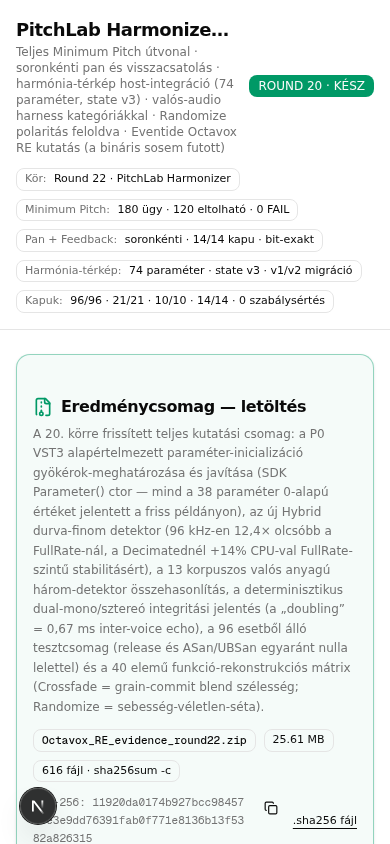 PitchLab Harmonize...
Teljes Minimum Pitch útvonal ·
soronkénti pan és visszacsatolás ·
harmónia-térkép host-integráció (74
paraméter, state v3) · valós-audio
harness kategóriákkal · Randomize
polaritás feloldva · Eventide Octavox
RE kutatás (a bináris sosem futott)
ROUND 20 · KÉSZ
Kör: Round 22 · PitchLab Harmonizer
Minimum Pitch: 180 ügy · 120 eltolható · 0 FAIL
Pan + Feedback: soronkénti · 14/14 kapu · bit-exakt
Harmónia-térkép: 74 paraméter · state v3 · v1/v2 migráció
Kapuk: 96/96 · 21/21 · 10/10 · 14/14 · 0 szabálysértés
Eredménycsomag — letöltés
A 20. körre frissített teljes kutatási csomag: a P0
VST3 alapértelmezett paraméter-inicializáció
gyökérok-meghatározása és javítása (SDK
Parameter() ctor — mind a 38 paraméter 0-alapú
értéket jelentett a friss példányon), az új Hybrid
durva-finom detektor (96 kHz-en 12,4× olcsóbb a
FullRate-nál, a Decimatednél +14% CPU-val FullRate-
szintű stabilitásért), a 13 korpuszos valós anyagú
három-detektor összehasonlítás, a determinisztikus
dual-mono/sztereó integritási jelentés (a „doubling”
= 0,67 ms inter-voice echo), a 96 esetből álló
tesztcsomag (release és ASan/UBSan egyaránt nulla
lelettel) és a 40 elemű funkció-rekonstrukciós mátrix
(Crossfade = grain-commit blend szélesség;
Randomize = sebesség-véletlen-séta).
Octavox_RE_evidence_round22.zip
25.61 MB
616 fájl · sha256sum -c
256: 11920da0174b927bcc98457
3e9dd76391fab0f771e8136b13f53
82a826315
.sha256 fájl
N